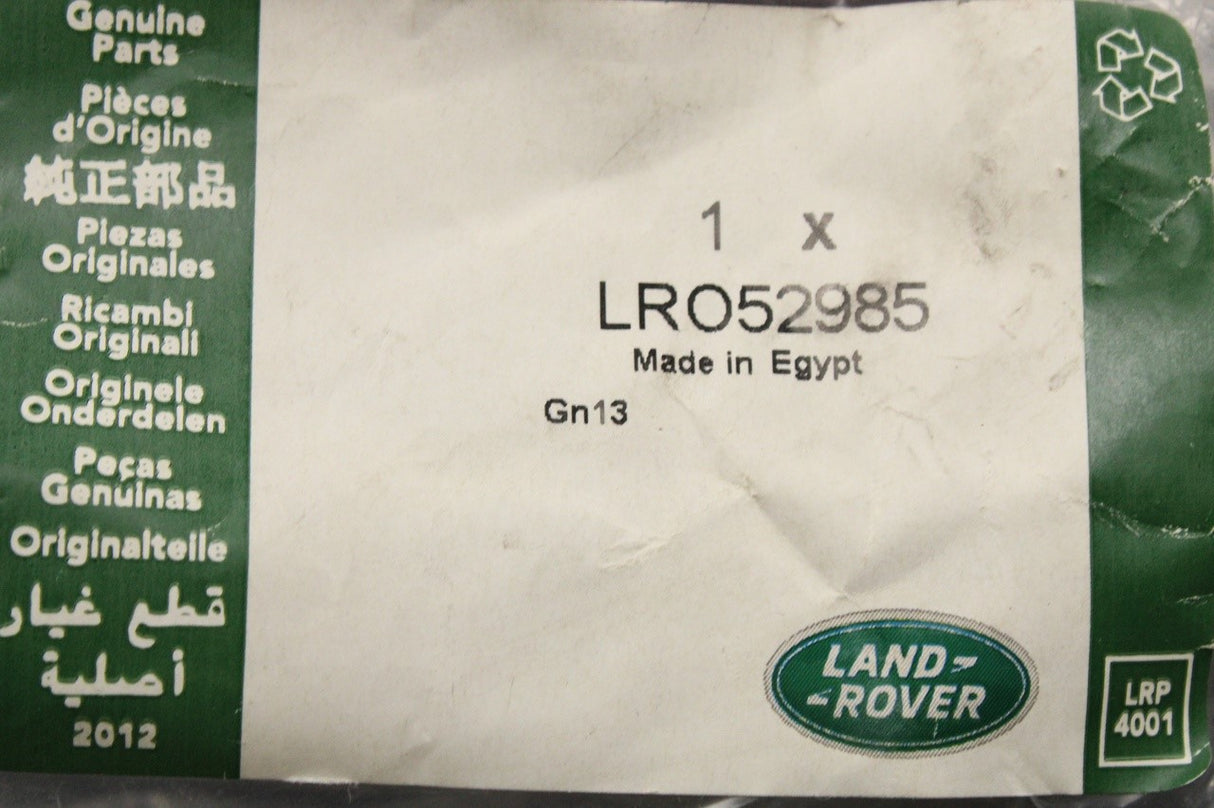 Genuine
Parts
Pièces
d'Origine
純正部品
Piezas
Originales
Ricambi
Originali
Originele
Onderdelen
Peças
Genuínas
Originalteile
قطع غيار
أصلية
2012
1 x
LR052985
Made in Egypt
Gn13
LAND
ROVER
LRP
4001